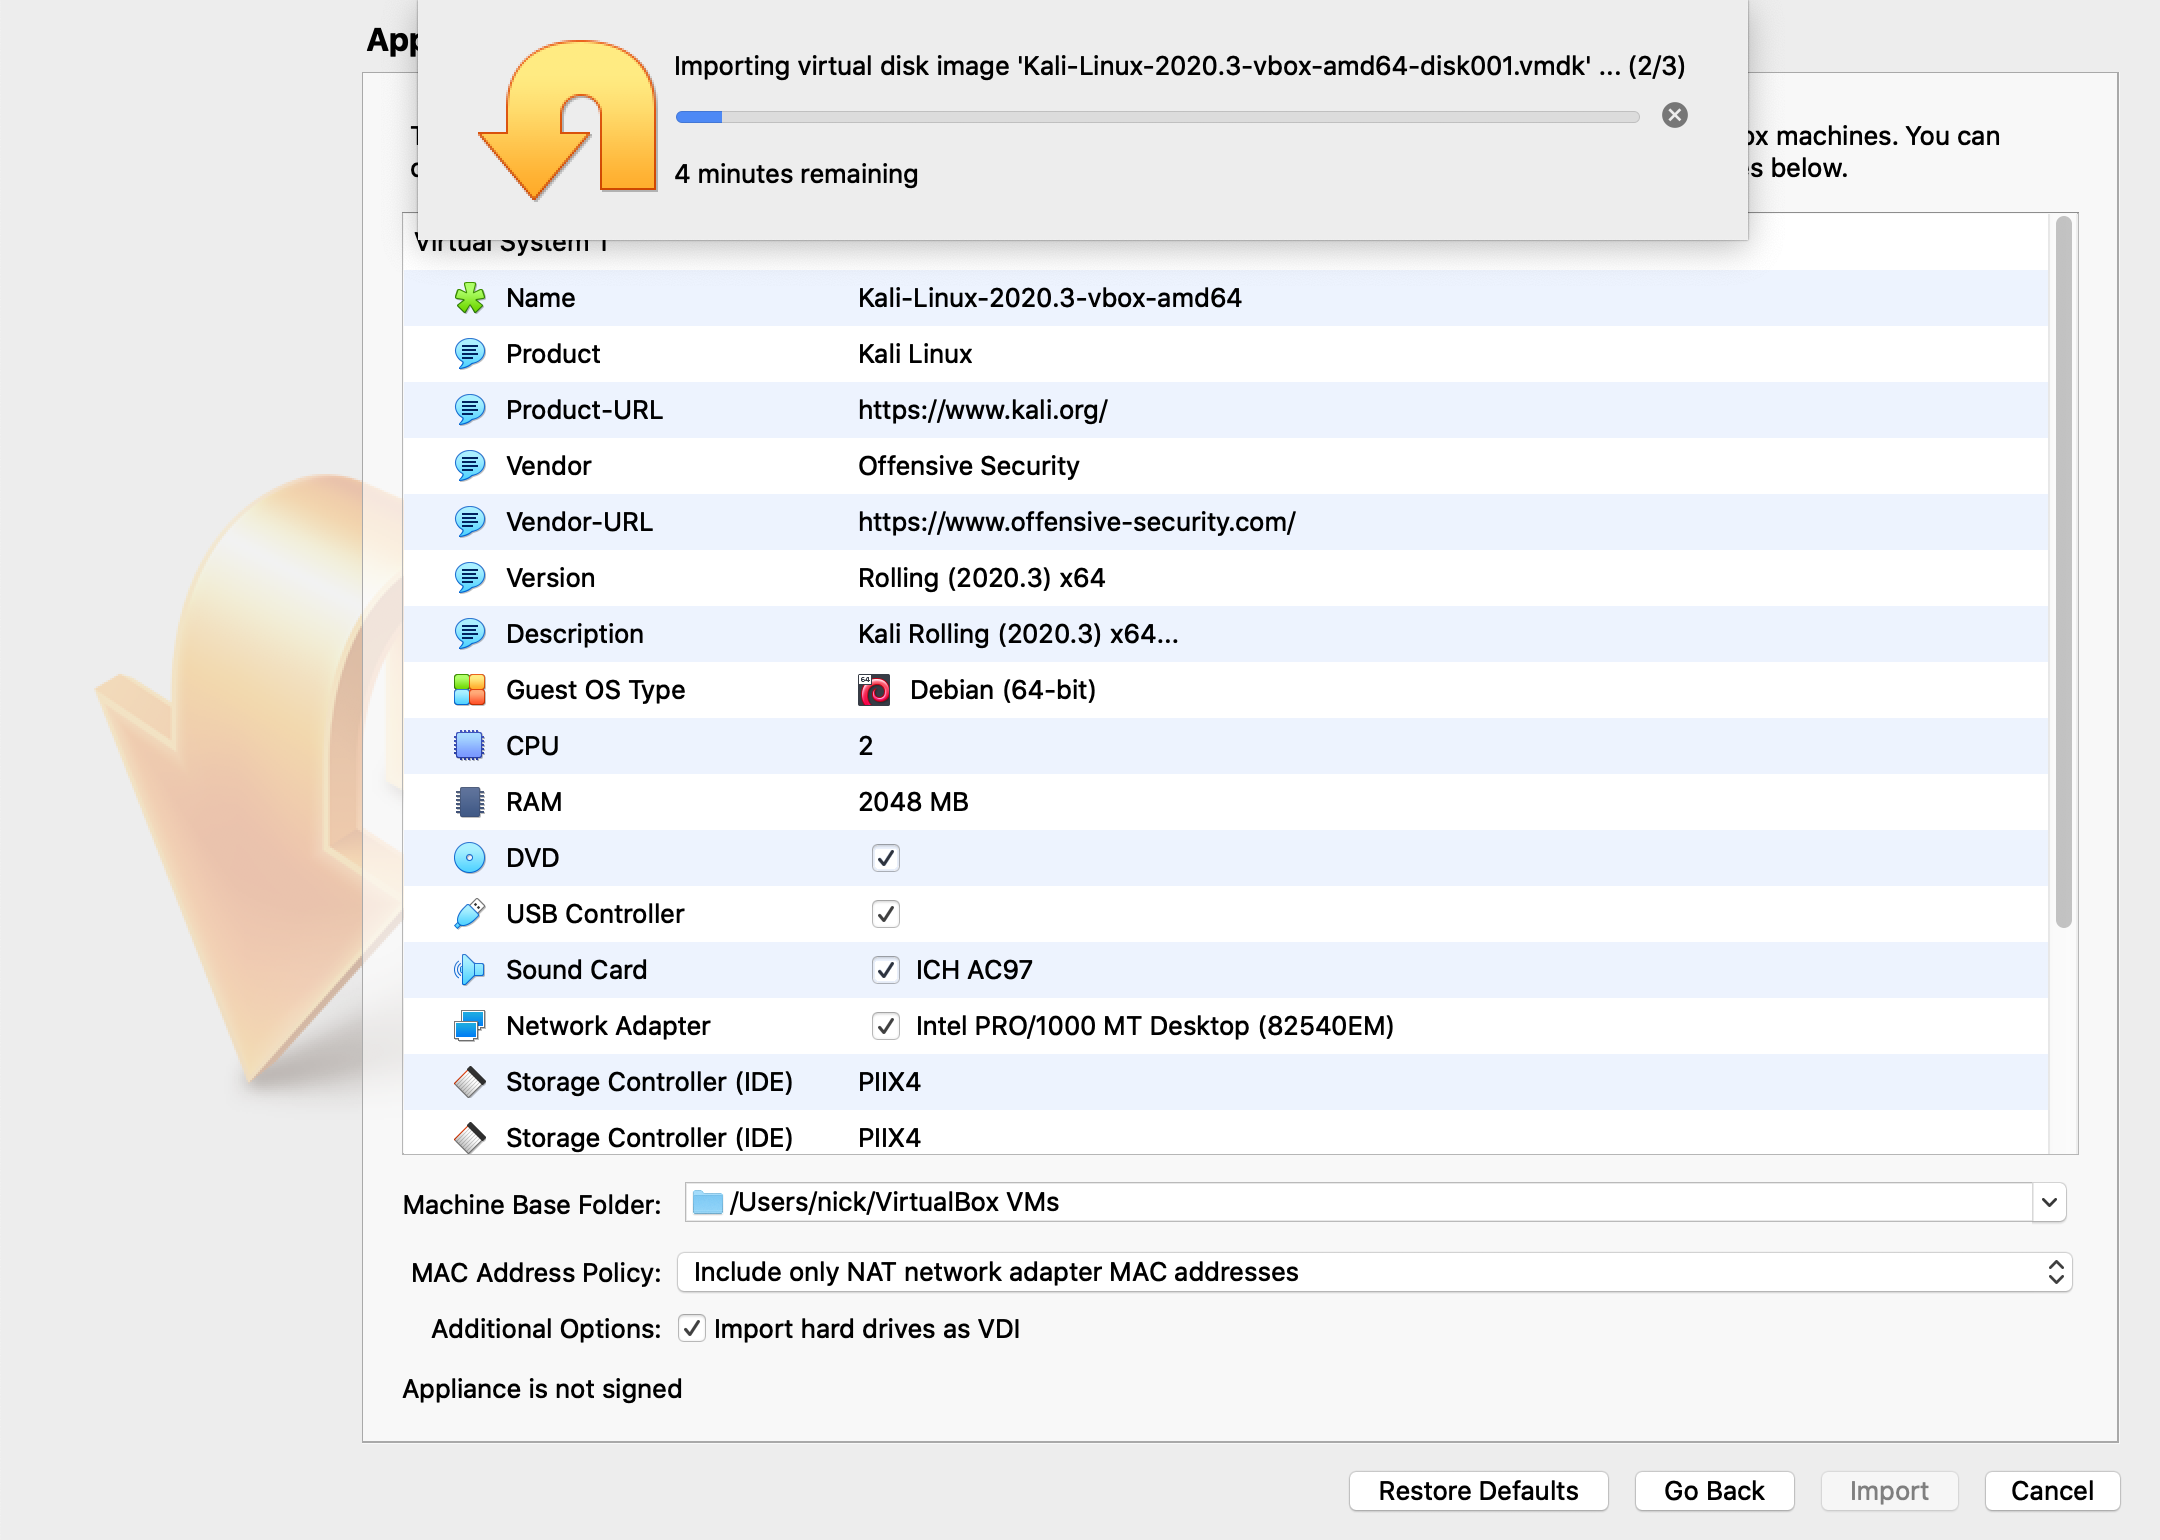 App
Importing virtual disk image 'Kali-Linux-2020.3-vbox-amd64-disk001.vmdk' ... (2/3)
4 minutes remaining
ox machines. You can
s below.
Virtual System 1
Name Kali-Linux-2020.3-vbox-amd64
Product Kali Linux
Product-URL https://www.kali.org/
Vendor Offensive Security
Vendor-URL https://www.offensive-security.com/
Version Rolling (2020.3) x64
Description Kali Rolling (2020.3) x64...
Guest OS Type 64 Debian (64-bit)
CPU 2
RAM 2048 MB
DVD
USB Controller
Sound Card ICH AC97
Network Adapter Intel PRO/1000 MT Desktop (82540EM)
Storage Controller (IDE) PIIX4
Storage Controller (IDE) PIIX4
Machine Base Folder: /Users/nick/VirtualBox VMs
MAC Address Policy: Include only NAT network adapter MAC addresses
Additional Options: Import hard drives as VDI
Appliance is not signed
Restore Defaults Go Back Import Cancel